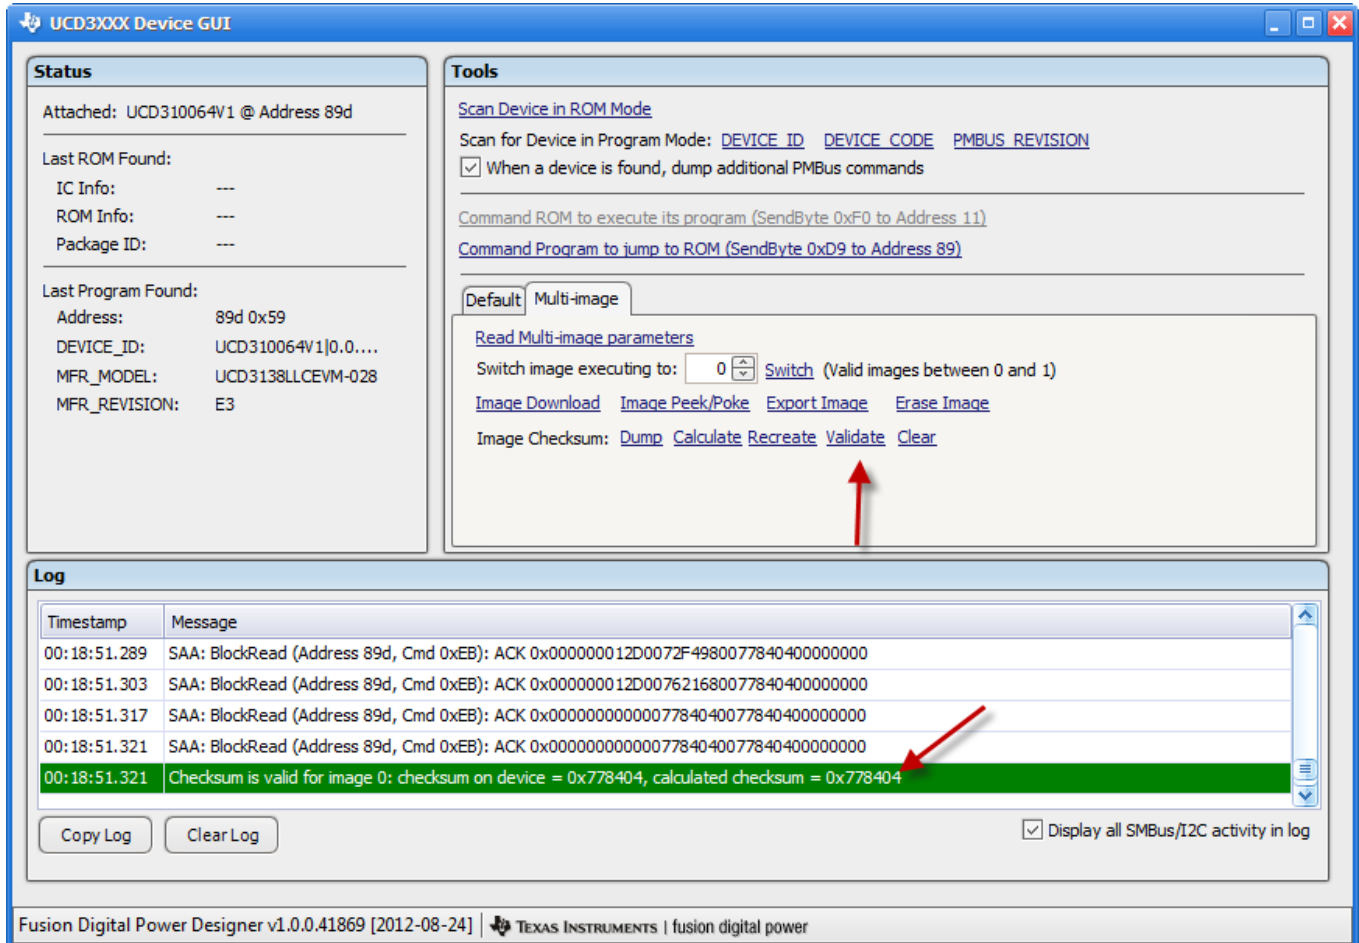 UCD3XXX Device GUI
Status
Attached: UCD310064V1 @ Address 89d
Last ROM Found:
IC Info: ---
ROM Info: ---
Package ID: ---
Last Program Found:
Address: 89d 0x59
DEVICE_ID: UCD310064V1|0.0....
MFR_MODEL: UCD3138LLCEVM-028
MFR_REVISION: E3
Tools
Scan Device in ROM Mode
Scan for Device in Program Mode: DEVICE_ID DEVICE_CODE PMBUS_REVISION
When a device is found, dump additional PMBus commands
Command ROM to execute its program (SendByte 0xF0 to Address 11)
Command Program to jump to ROM (SendByte 0xD9 to Address 89)
Default Multi-image
Read Multi-image parameters
Switch image executing to: 0 Switch (Valid images between 0 and 1)
Image Download Image Peek/Poke Export Image Erase Image
Image Checksum: Dump Calculate Recreate Validate Clear
Log
Timestamp Message
00:18:51.289 SAA: BlockRead (Address 89d, Cmd 0xEB): ACK 0x000000012D0072F4980077840400000000
00:18:51.303 SAA: BlockRead (Address 89d, Cmd 0xEB): ACK 0x000000012D0076216800778404​00000000
00:18:51.317 SAA: BlockRead (Address 89d, Cmd 0xEB): ACK 0x0000000000007784040077840400000000
00:18:51.321 SAA: BlockRead (Address 89d, Cmd 0xEB): ACK 0x0000000000007784040077840400000000
00:18:51.321 Checksum is valid for image 0: checksum on device = 0x778404, calculated checksum = 0x778404
Copy Log Clear Log Display all SMBus/I2C activity in log
Fusion Digital Power Designer v1.0.0.41869 [2012-08-24] TEXAS INSTRUMENTS | fusion digital power